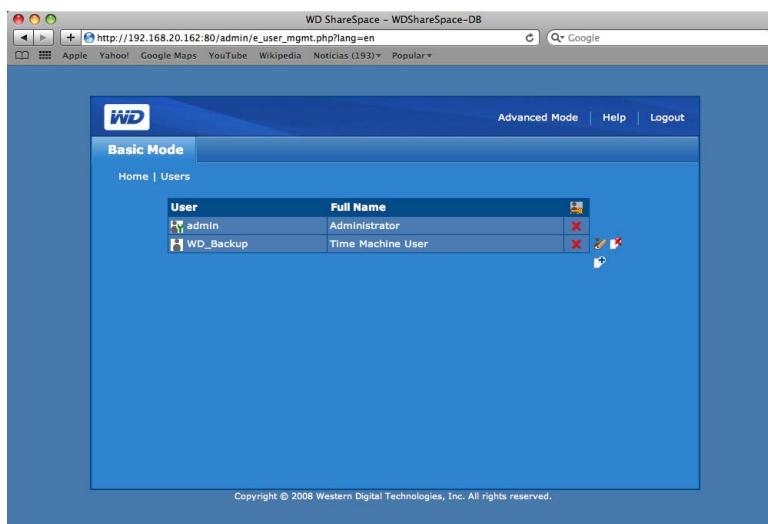 WD ShareSpace – WDShareSpace-DB
http://192.168.20.162:80/admin/e_user_mgmt.php?lang=en
Google
Apple Yahoo! Google Maps YouTube Wikipedia Noticias (193) Popular
WD
Advanced Mode | Help | Logout
Basic Mode
Home | Users
User Full Name
admin Administrator
WD_Backup Time Machine User
Copyright © 2008 Western Digital Technologies, Inc. All rights reserved.